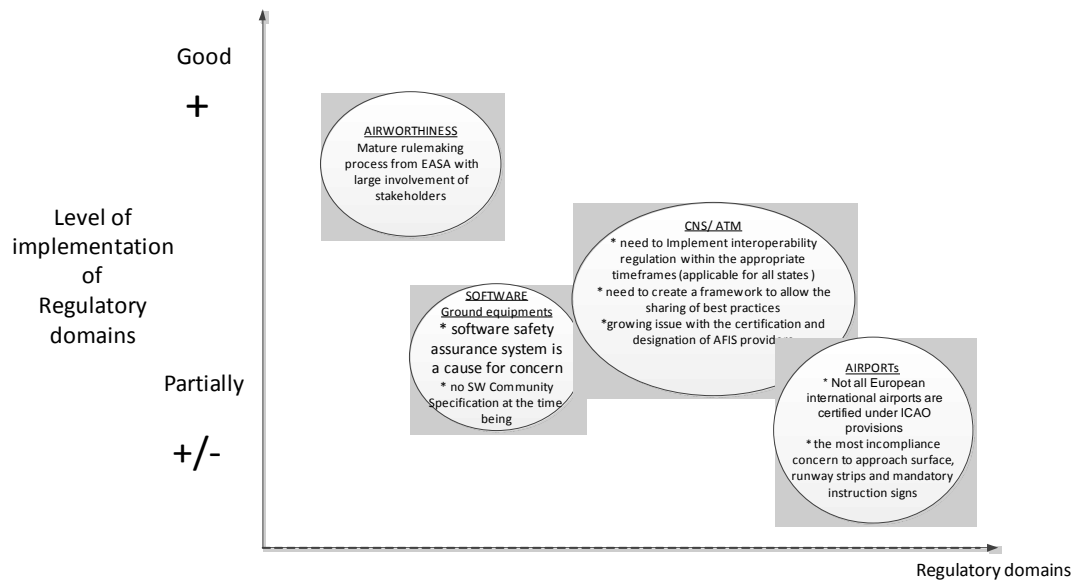 Good
+
Level of
implementation
of
Regulatory
domains
Partially
+/-
AIRWORTHINESS
Mature rulemaking
process from EASA with
large involvement of
stakeholders
CNS/ ATM
* need to Implement interoperability
regulation within the appropriate
timeframes (applicable for all states )
* need to create a framework to allow the
sharing of best practices
*growing issue with the certification and
designation of AFIS
SOFTWARE
Ground equipments
* software safety
assurance system is
a cause for concern
* no SW Community
Specification at the time
being
AIRPORTs
* Not all European
international airports are
certified under ICAO
provisions
* the most incompliance
concern to approach surface,
runway strips and mandatory
instruction signs
Regulatory domains